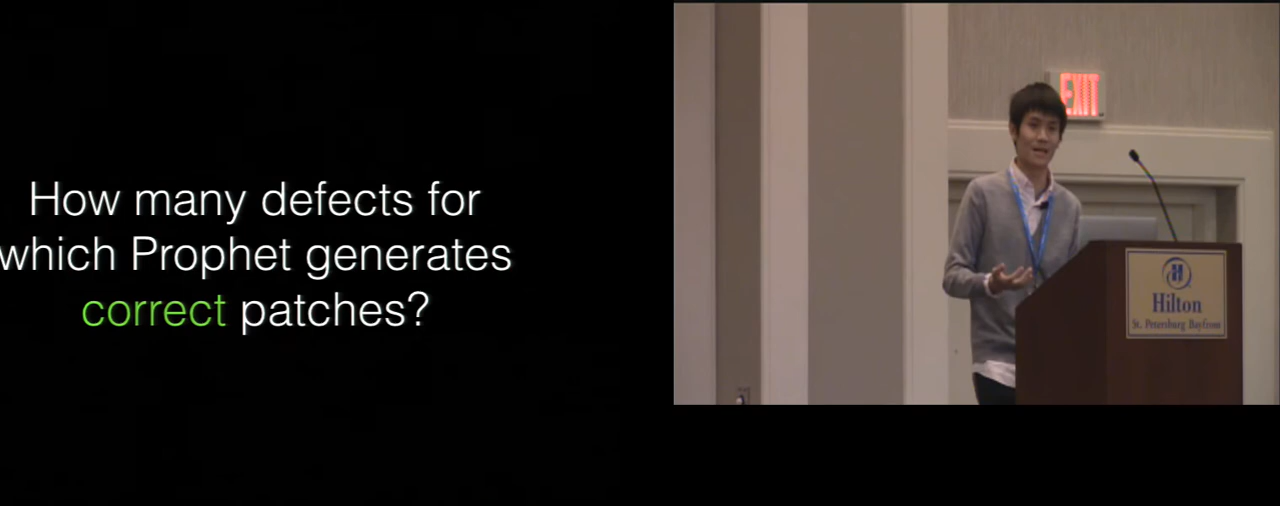 How many defects for
which Prophet generates
correct patches?
EXIT
Hilton
St. Petersburg Bayfront